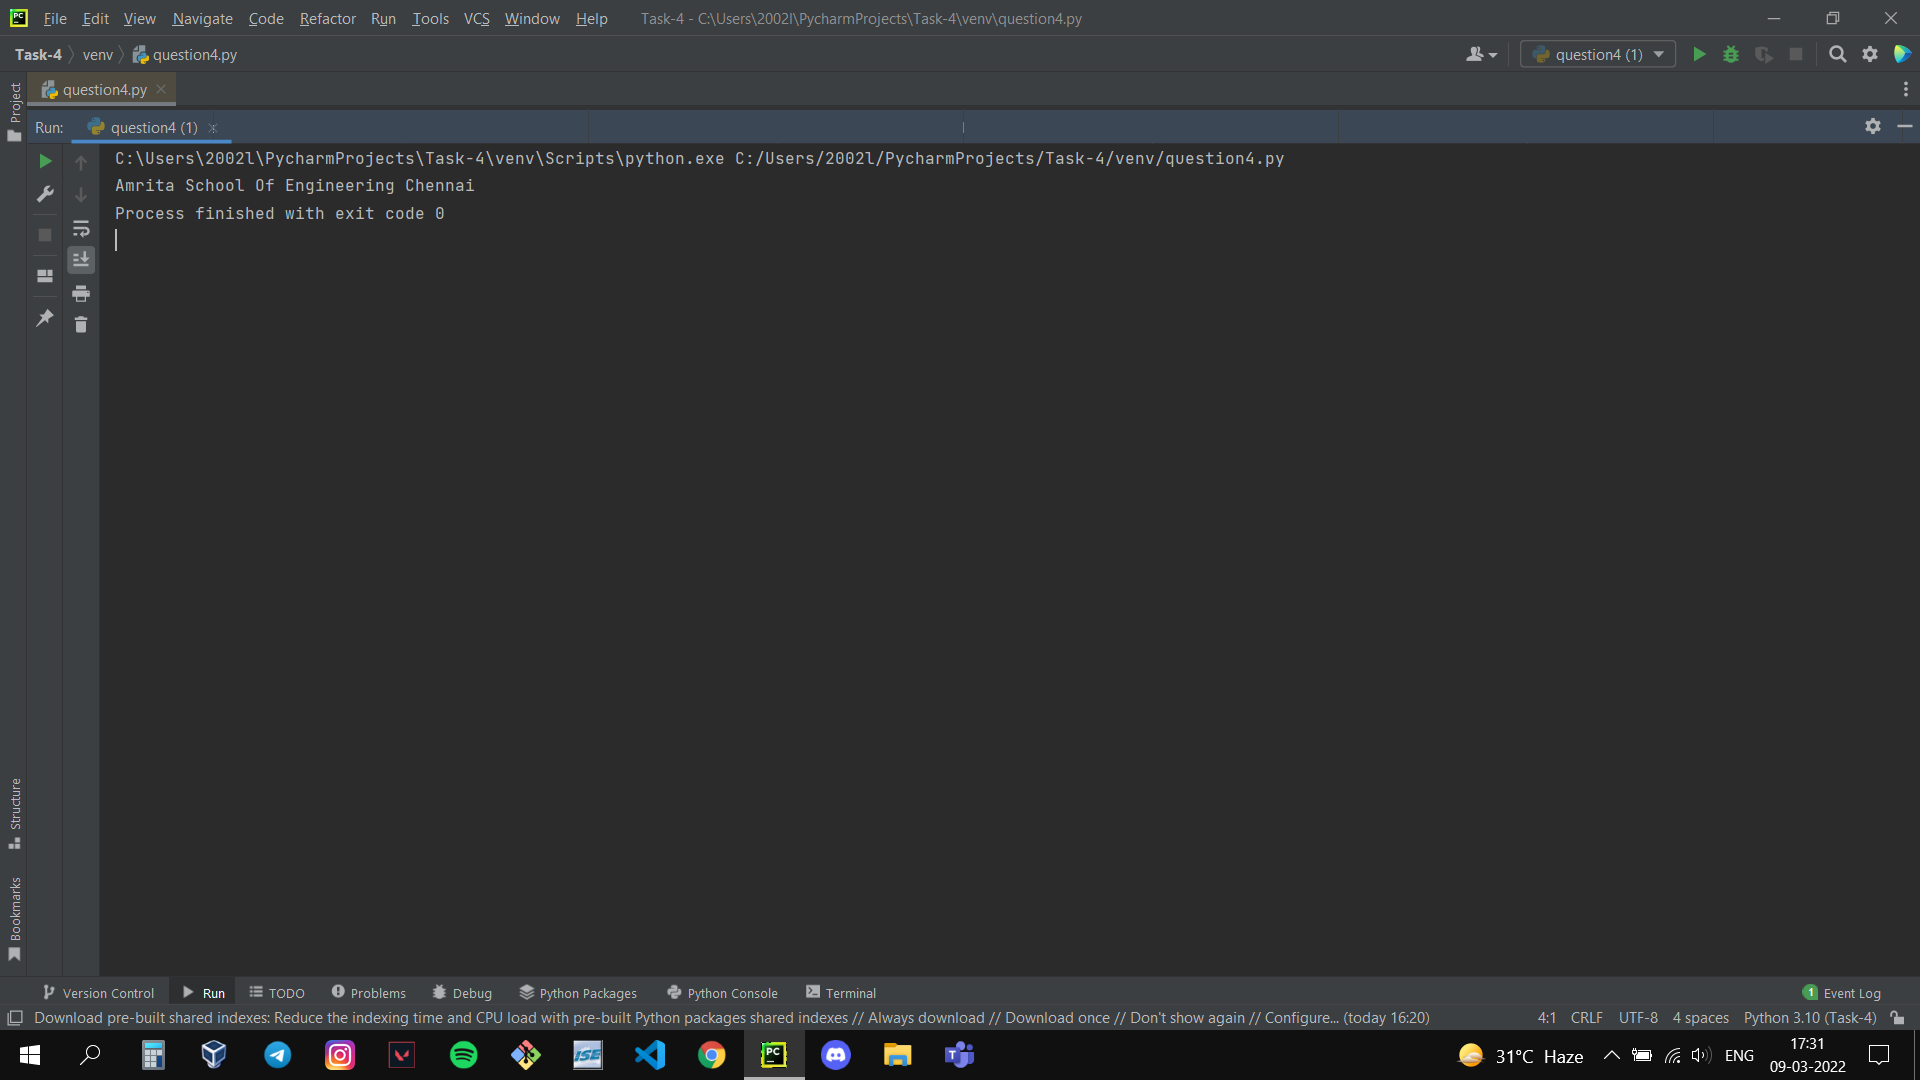 File Edit View Navigate Code Refactor Run Tools VCS Window Help Task-4 - C:\Users\2002l\PycharmProjects\Task-4\venv\question4.py
Task-4 venv question4.py question4 (1)
question4.py
Project
Run: question4 (1)
C:\Users\2002l\PycharmProjects\Task-4\venv\Scripts\python.exe C:/Users/2002l/PycharmProjects/Task-4/venv/question4.py
Amrita School Of Engineering Chennai
Process finished with exit code 0
Structure
Bookmarks
Version Control Run TODO Problems Debug Python Packages Python Console Terminal 1 Event Log
Download pre-built shared indexes: Reduce the indexing time and CPU load with pre-built Python packages shared indexes // Always download // Download once // Don't show again // Configure... (today 16:20) 4:1 CRLF UTF-8 4 spaces Python 3.10 (Task-4)
ISE PC T 31°C Haze ENG 17:31
09-03-2022